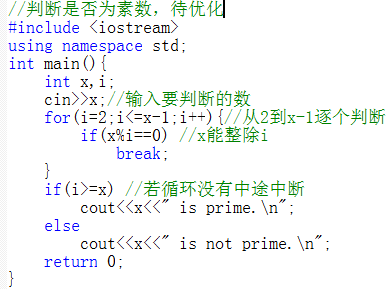 //判断是否为素数，待优化
#include <iostream>
using namespace std;
int main(){
    int x,i;
    cin>>x;//输入要判断的数
    for(i=2;i<=x-1;i++){//从2到x-1逐个判断
        if(x%i==0) //x能整除i
            break;
    }
    if(i>=x) //若循环没有中途中断
        cout<<x<<" is prime.\n";
    else
        cout<<x<<" is not prime.\n";
    return 0;
}